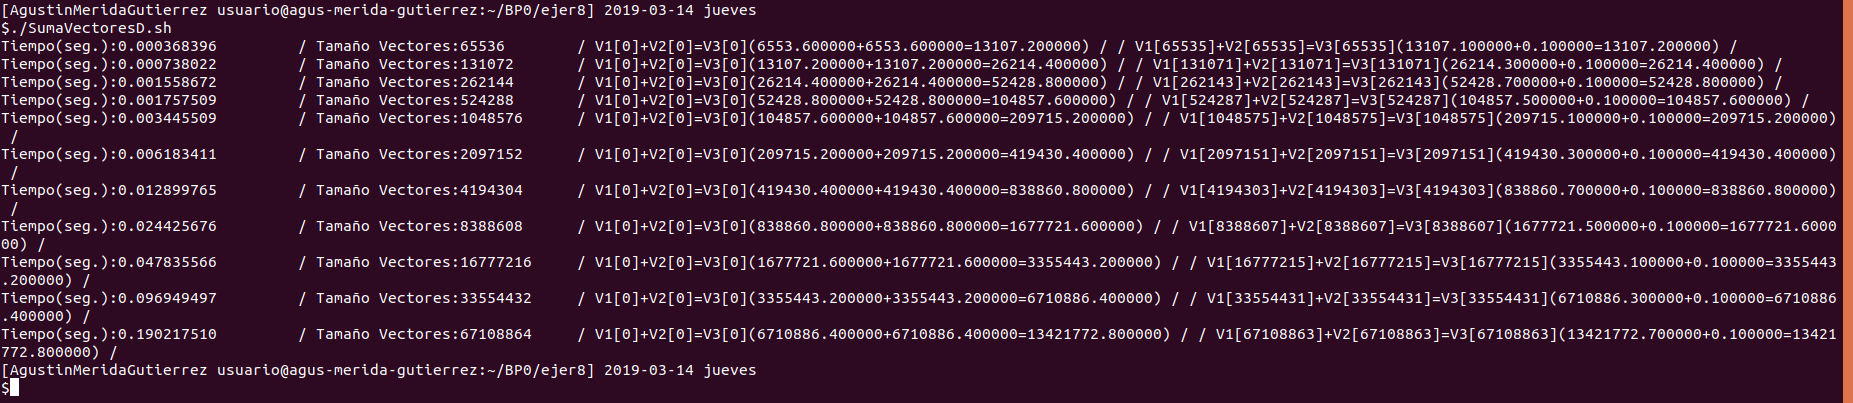 [AgustinMeridaGutierrez usuario@agus-merida-gutierrez:~/BP0/ejer8] 2019-03-14 jueves
$./SumaVectoresD.sh
Tiempo(seg.):0.000368396         / Tamaño Vectores:65536        / V1[0]+V2[0]=V3[0](6553.600000+6553.600000=13107.200000) / / V1[65535]+V2[65535]=V3[65535](13107.100000+0.100000=13107.200000) /
Tiempo(seg.):0.000738022         / Tamaño Vectores:131072       / V1[0]+V2[0]=V3[0](13107.200000+13107.200000=26214.400000) / / V1[131071]+V2[131071]=V3[131071](26214.300000+0.100000=26214.400000) /
Tiempo(seg.):0.001558672         / Tamaño Vectores:262144       / V1[0]+V2[0]=V3[0](26214.400000+26214.400000=52428.800000) / / V1[262143]+V2[262143]=V3[262143](52428.700000+0.100000=52428.800000) /
Tiempo(seg.):0.001757509         / Tamaño Vectores:524288       / V1[0]+V2[0]=V3[0](52428.800000+52428.800000=104857.600000) / / V1[524287]+V2[524287]=V3[524287](104857.500000+0.100000=104857.600000) /
Tiempo(seg.):0.003445509         / Tamaño Vectores:1048576      / V1[0]+V2[0]=V3[0](104857.600000+104857.600000=209715.200000) / / V1[1048575]+V2[1048575]=V3[1048575](209715.100000+0.100000=209715.200000)
 /
Tiempo(seg.):0.006183411         / Tamaño Vectores:2097152      / V1[0]+V2[0]=V3[0](209715.200000+209715.200000=419430.400000) / / V1[2097151]+V2[2097151]=V3[2097151](419430.300000+0.100000=419430.400000)
 /
Tiempo(seg.):0.012899765         / Tamaño Vectores:4194304      / V1[0]+V2[0]=V3[0](419430.400000+419430.400000=838860.800000) / / V1[4194303]+V2[4194303]=V3[4194303](838860.700000+0.100000=838860.800000)
 /
Tiempo(seg.):0.024425676         / Tamaño Vectores:8388608      / V1[0]+V2[0]=V3[0](838860.800000+838860.800000=1677721.600000) / / V1[8388607]+V2[8388607]=V3[8388607](1677721.500000+0.100000=1677721.6000
00) /
Tiempo(seg.):0.047835566         / Tamaño Vectores:16777216     / V1[0]+V2[0]=V3[0](1677721.600000+1677721.600000=3355443.200000) / / V1[16777215]+V2[16777215]=V3[16777215](3355443.100000+0.100000=3355443
.200000) /
Tiempo(seg.):0.096949497         / Tamaño Vectores:33554432     / V1[0]+V2[0]=V3[0](3355443.200000+3355443.200000=6710886.400000) / / V1[33554431]+V2[33554431]=V3[33554431](6710886.300000+0.100000=6710886
.400000) /
Tiempo(seg.):0.190217510         / Tamaño Vectores:67108864     / V1[0]+V2[0]=V3[0](6710886.400000+6710886.400000=13421772.800000) / / V1[67108863]+V2[67108863]=V3[67108863](13421772.700000+0.100000=13421
772.800000) /
[AgustinMeridaGutierrez usuario@agus-merida-gutierrez:~/BP0/ejer8] 2019-03-14 jueves
$